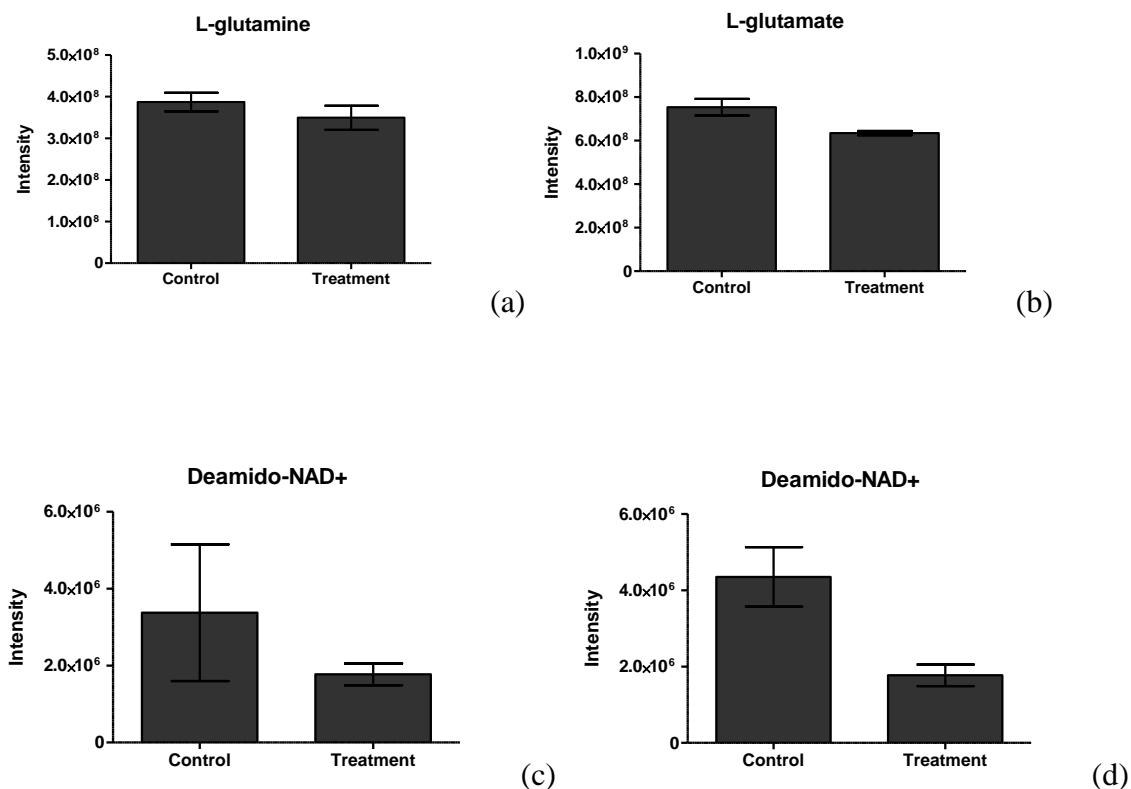 L-glutamine
5.0×10⁸
4.0×10⁸
3.0×10⁸
2.0×10⁸
1.0×10⁸
0
Intensity
Control Treatment
(a)
L-glutamate
1.0×10⁹
8.0×10⁸
6.0×10⁸
4.0×10⁸
2.0×10⁸
0
Intensity
Control Treatment
(b)
Deamido-NAD+
6.0×10⁶
4.0×10⁶
2.0×10⁶
0
Intensity
Control Treatment
(c)
Deamido-NAD+
6.0×10⁶
4.0×10⁶
2.0×10⁶
0
Intensity
Control Treatment
(d)